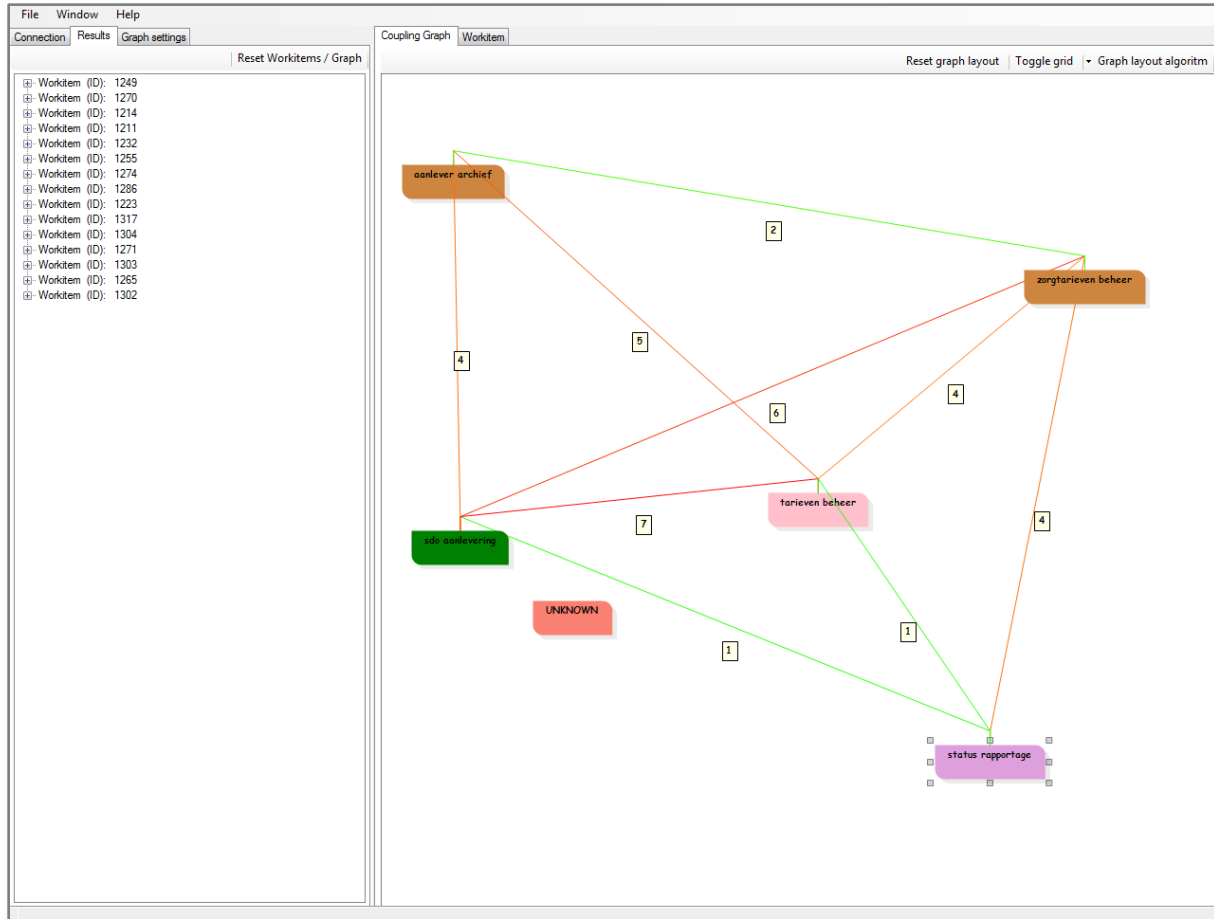 File Window Help
Connection Results Graph settings
Reset Workitems / Graph
Workitem (ID): 1249
Workitem (ID): 1270
Workitem (ID): 1214
Workitem (ID): 1211
Workitem (ID): 1232
Workitem (ID): 1255
Workitem (ID): 1274
Workitem (ID): 1286
Workitem (ID): 1223
Workitem (ID): 1317
Workitem (ID): 1304
Workitem (ID): 1271
Workitem (ID): 1303
Workitem (ID): 1265
Workitem (ID): 1302
Coupling Graph Workitem
Reset graph layout Toggle grid Graph layout algoritm
aanlever archief
2
zorgtarieven beheer
5
4
4
6
tarieven beheer
7
4
sdo aanlevering
UNKNOWN
1
1
status rapportage